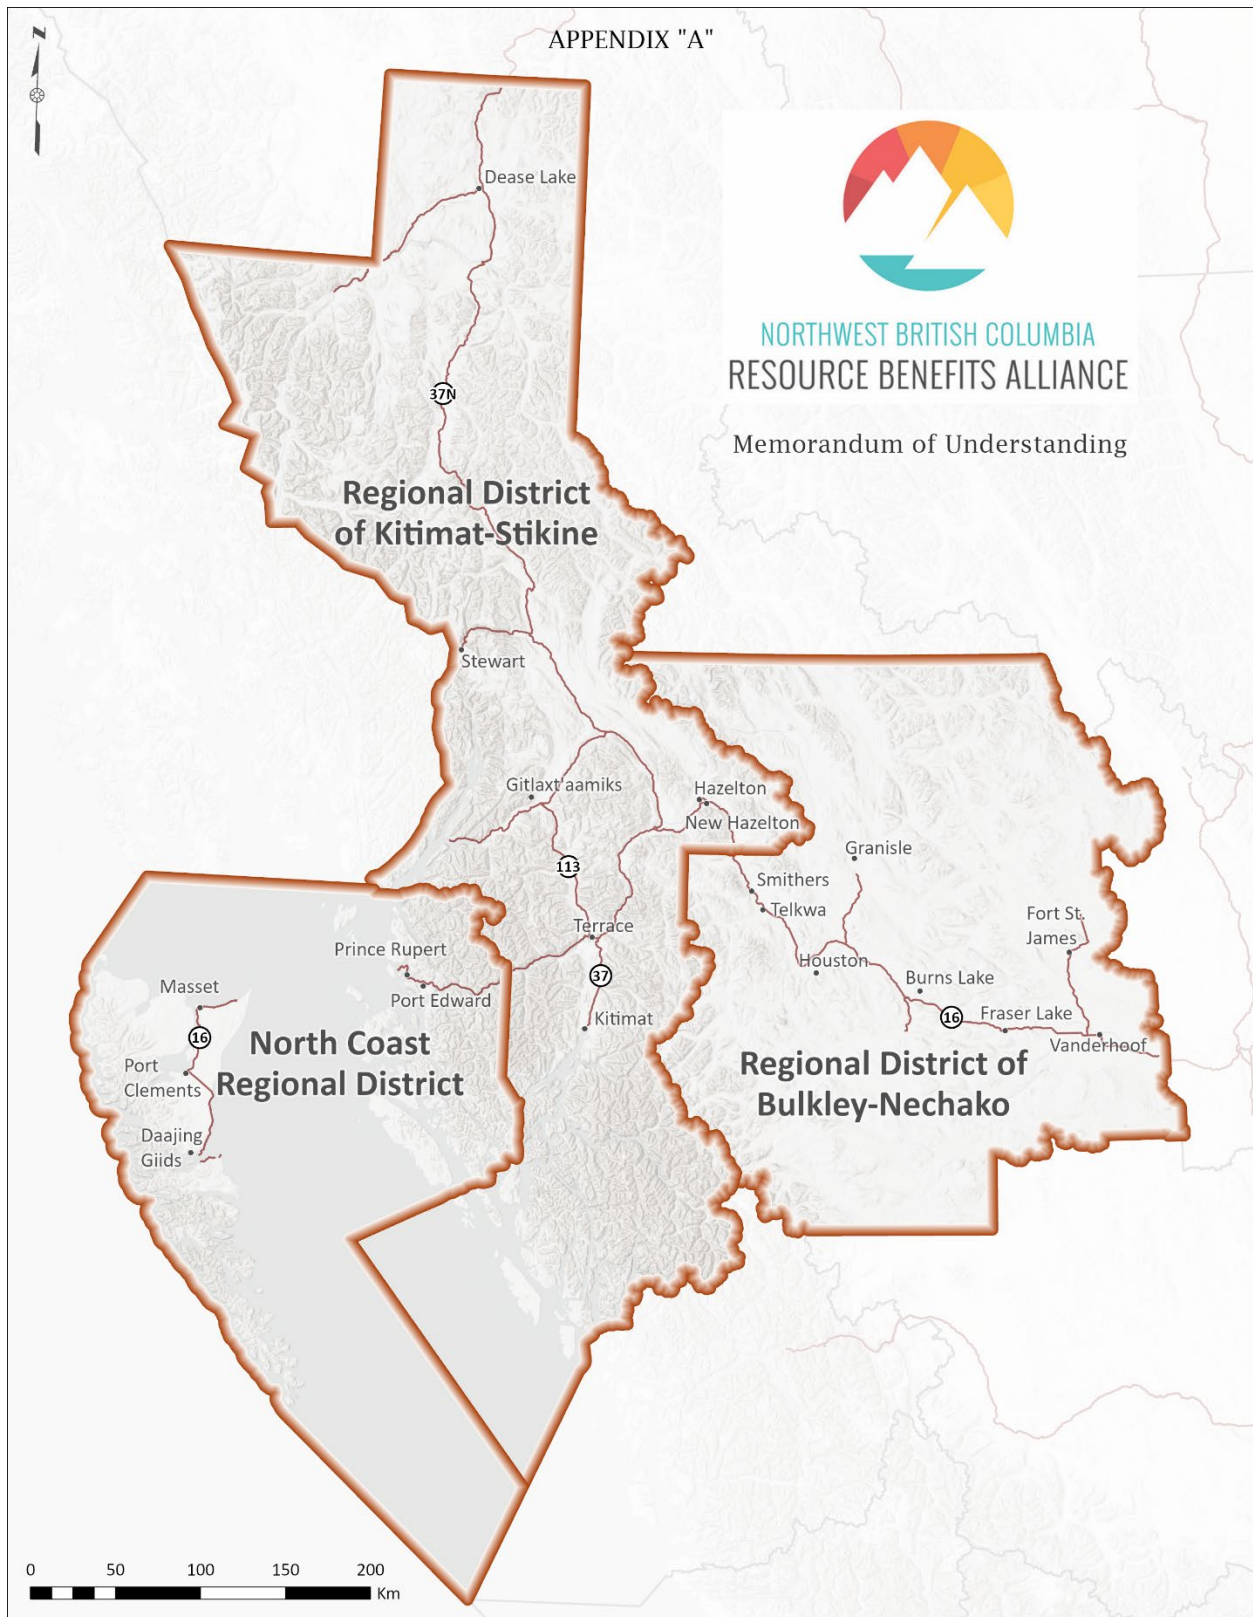 APPENDIX "A"
N
NORTHWEST BRITISH COLUMBIA
RESOURCE BENEFITS ALLIANCE
Memorandum of Understanding
Dease Lake
37N
Regional District
of Kitimat-Stikine
Stewart
Gitlaxt'aamiks
Hazelton
New Hazelton
113
Granisle
Smithers
Telkwa
Terrace
Fort St.
James
Prince Rupert
Port Edward
37
Kitimat
Houston
Burns Lake
16
Fraser Lake
Vanderhoof
Masset
16
North Coast
Regional District
Port
Clements
Daajing
Giids
Regional District of
Bulkley-Nechako
0 50 100 150 200
Km